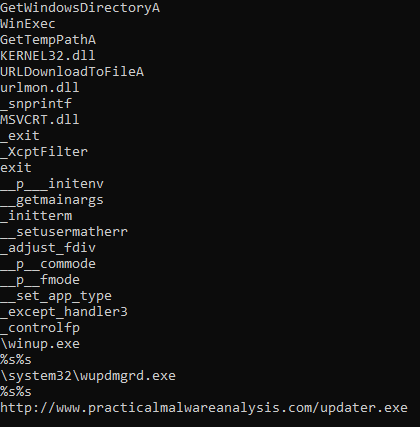 GetWindowsDirectoryA
WinExec
GetTempPathA
KERNEL32.dll
URLDownloadToFileA
urlmon.dll
_snprintf
MSVCRT.dll
_exit
_XcptFilter
exit
__p___initenv
__getmainargs
_initterm
__setusermatherr
_adjust_fdiv
__p__commode
__p__fmode
__set_app_type
_except_handler3
_controlfp
\winup.exe
%s%s
\system32\wupdmgrd.exe
%s%s
http://www.practicalmalwareanalysis.com/updater.exe